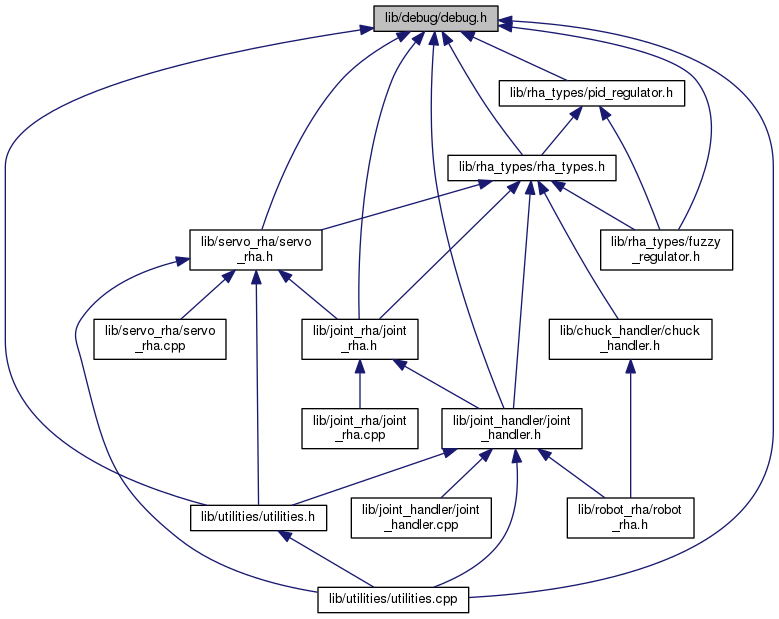 lib/debug/debug.h
lib/rha_types/pid_regulator.h
lib/rha_types/rha_types.h
lib/servo_rha/servo
_rha.h
lib/rha_types/fuzzy
_regulator.h
lib/servo_rha/servo
_rha.cpp
lib/joint_rha/joint
_rha.h
lib/chuck_handler/chuck
_handler.h
lib/joint_rha/joint
_rha.cpp
lib/joint_handler/joint
_handler.h
lib/utilities/utilities.h
lib/joint_handler/joint
_handler.cpp
lib/robot_rha/robot
_rha.h
lib/utilities/utilities.cpp